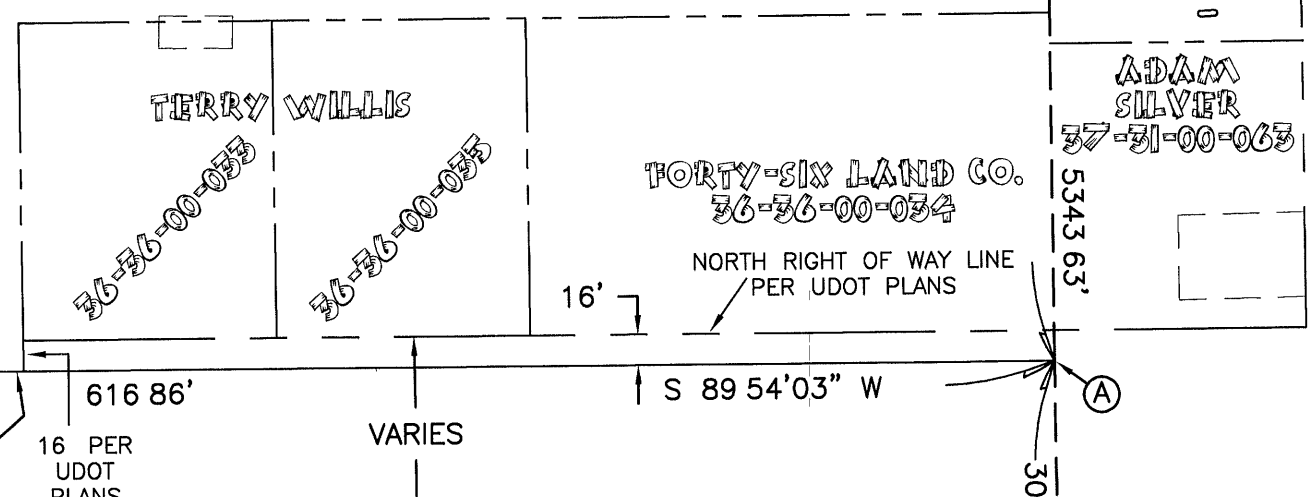 ADAM
SILVER
37-31-00-063
TERRY WILLIS
36-36-00-033
36-36-00-035
FORTY-SIX LAND CO.
36-36-00-034
5343 63'
NORTH RIGHT OF WAY LINE
PER UDOT PLANS
16'
616 86'
S 89 54'03" W
A
VARIES
16 PER
UDOT
PLANS
30